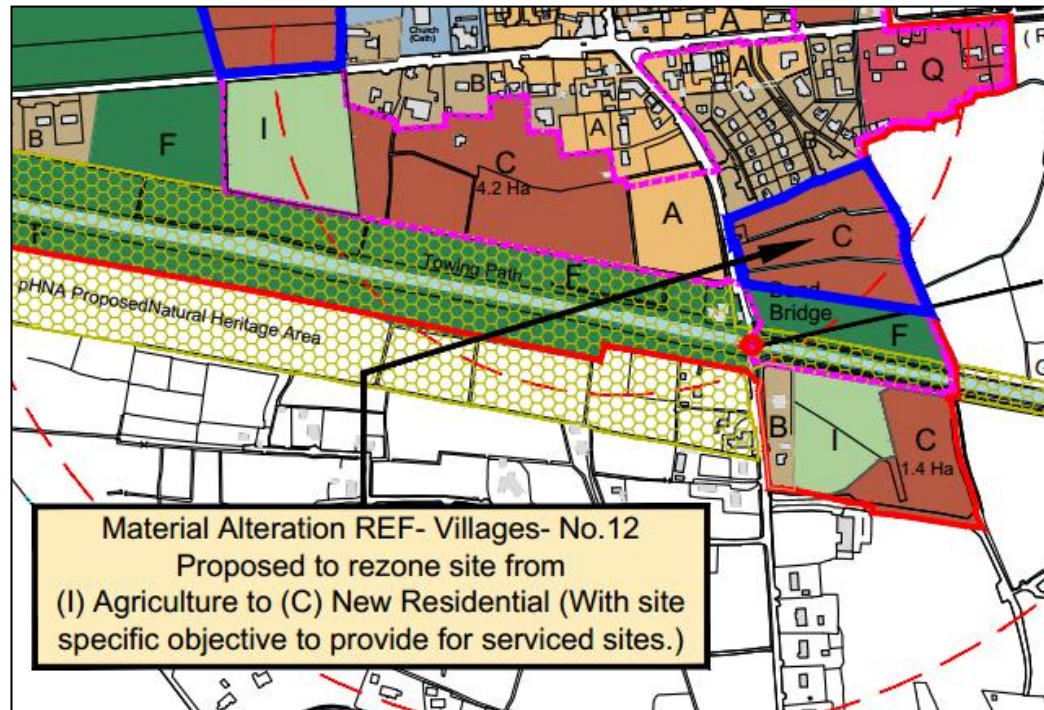 Church
(Cath)
A
( R
Q
B
A
B
A
B
F
I
C
4.2 Ha
A
C
F
Towing Path
F
Bond
Bridge
F
pHNA ProposedNatural Heritage Area
B
I
C
1.4 Ha
Material Alteration REF- Villages- No.12
Proposed to rezone site from
(I) Agriculture to (C) New Residential (With site
specific objective to provide for serviced sites.)